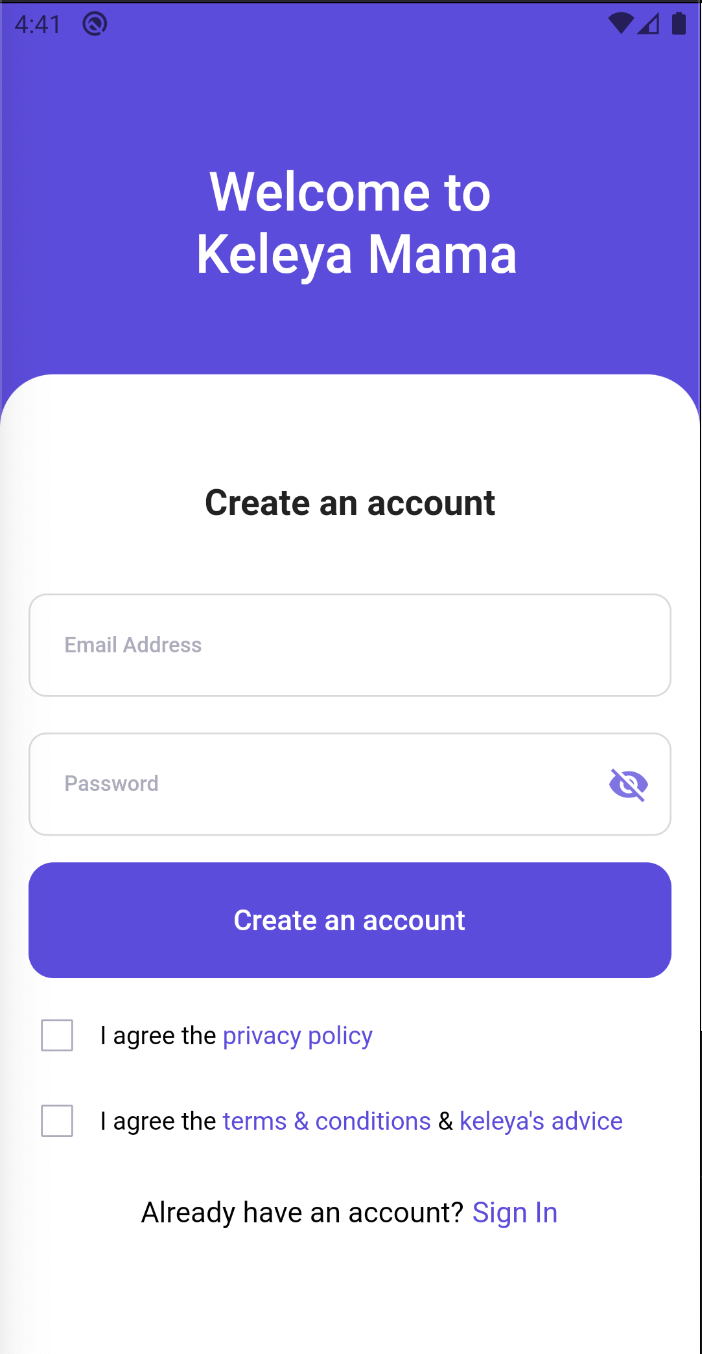 4:41
Welcome to
Keleya Mama
Create an account
Email Address
Password
Create an account
I agree the privacy policy
I agree the terms & conditions & keleya's advice
Already have an account? Sign In